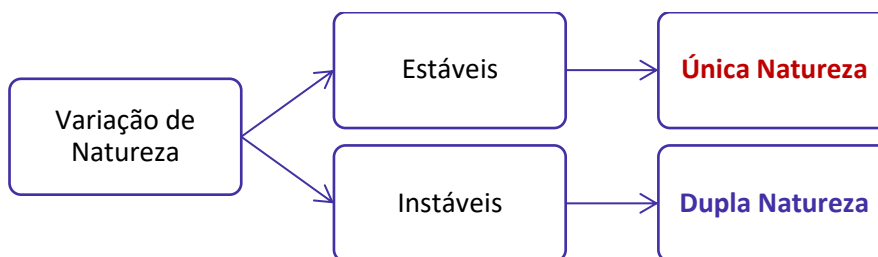 Variação de
Natureza
Estáveis
Única Natureza
Instáveis
Dupla Natureza